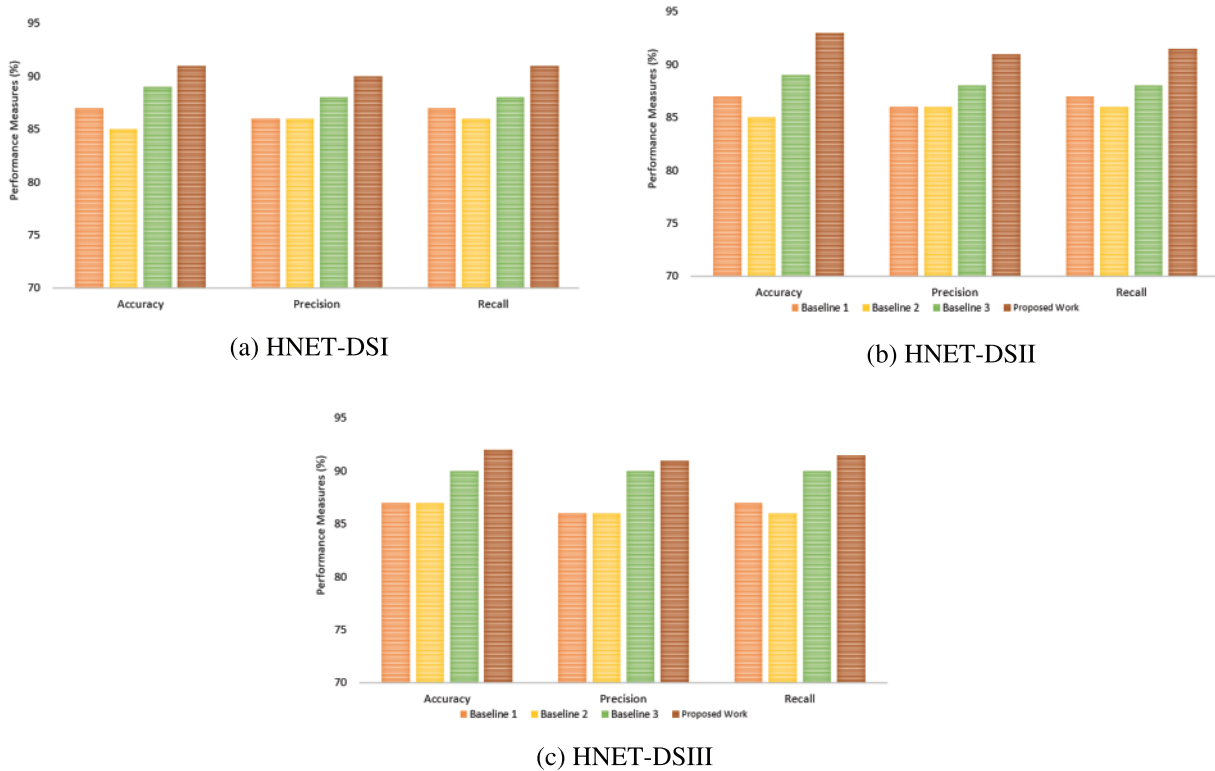 95
90
85
80
75
70
Performance Measures (%)
Accuracy Precision Recall
(a) HNET-DSI
95
90
85
80
75
70
Performance Measures (%)
Accuracy Precision Recall
Baseline 1 Baseline 2 Baseline 3 Proposed Work
(b) HNET-DSII
95
90
85
80
75
70
Performance Measures (%)
Accuracy Precision Recall
Baseline 1 Baseline 2 Baseline 3 Proposed Work
(c) HNET-DSIII